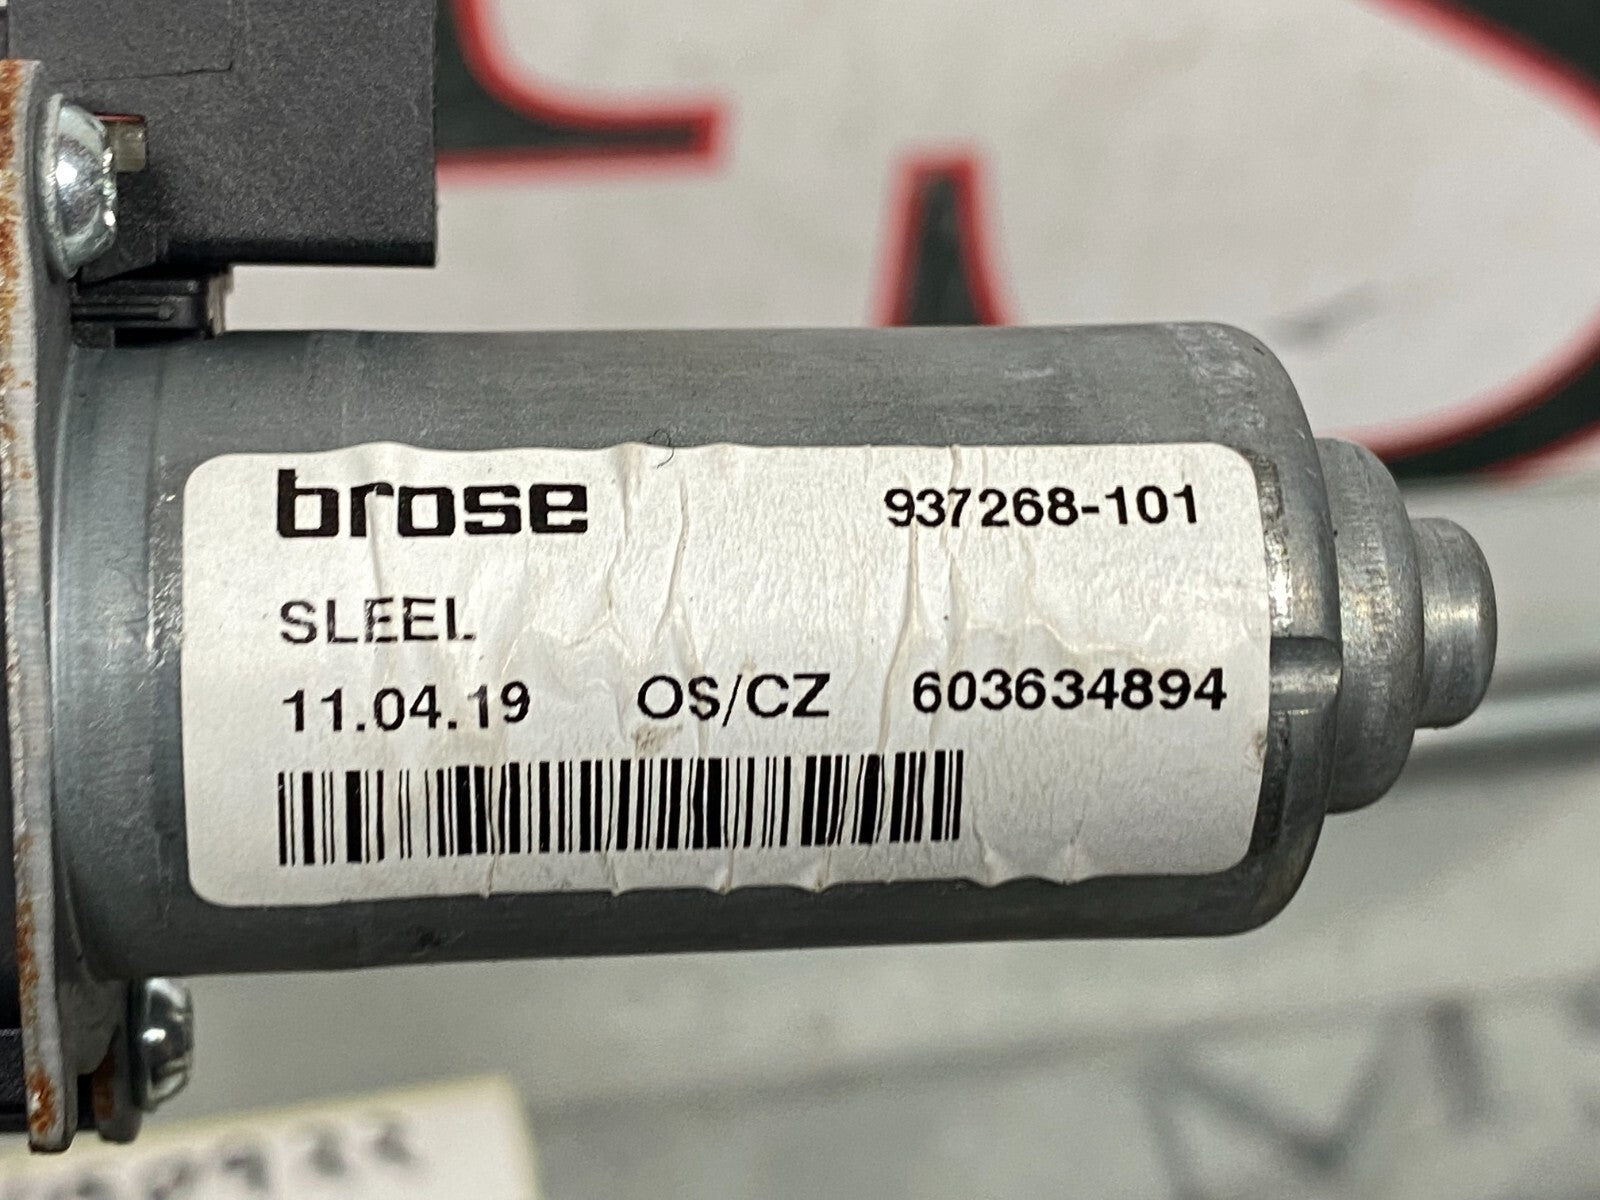 brose 937268-101
SLEEL
11.04.19 OS/CZ 603634894